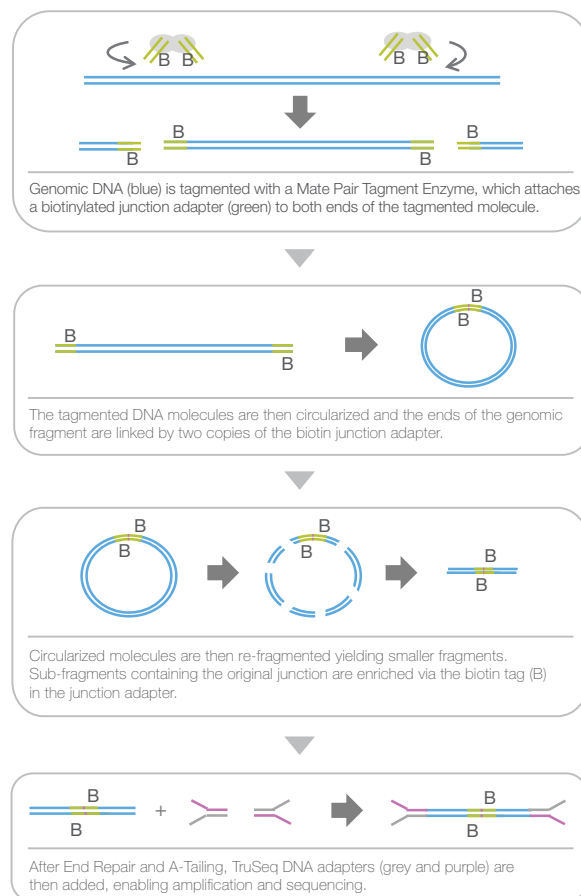 B B B B
B B
B B
Genomic DNA (blue) is tagmented with a Mate Pair Tagment Enzyme, which attaches
a biotinylated junction adapter (green) to both ends of the tagmented molecule.
B
B
B
B
The tagmented DNA molecules are then circularized and the ends of the genomic
fragment are linked by two copies of the biotin junction adapter.
B B
B B
B
B
Circularized molecules are then re-fragmented yielding smaller fragments.
Sub-fragments containing the original junction are enriched via the biotin tag (B)
in the junction adapter.
B + B
B B
After End Repair and A-Tailing, TruSeq DNA adapters (grey and purple) are
then added, enabling amplification and sequencing.